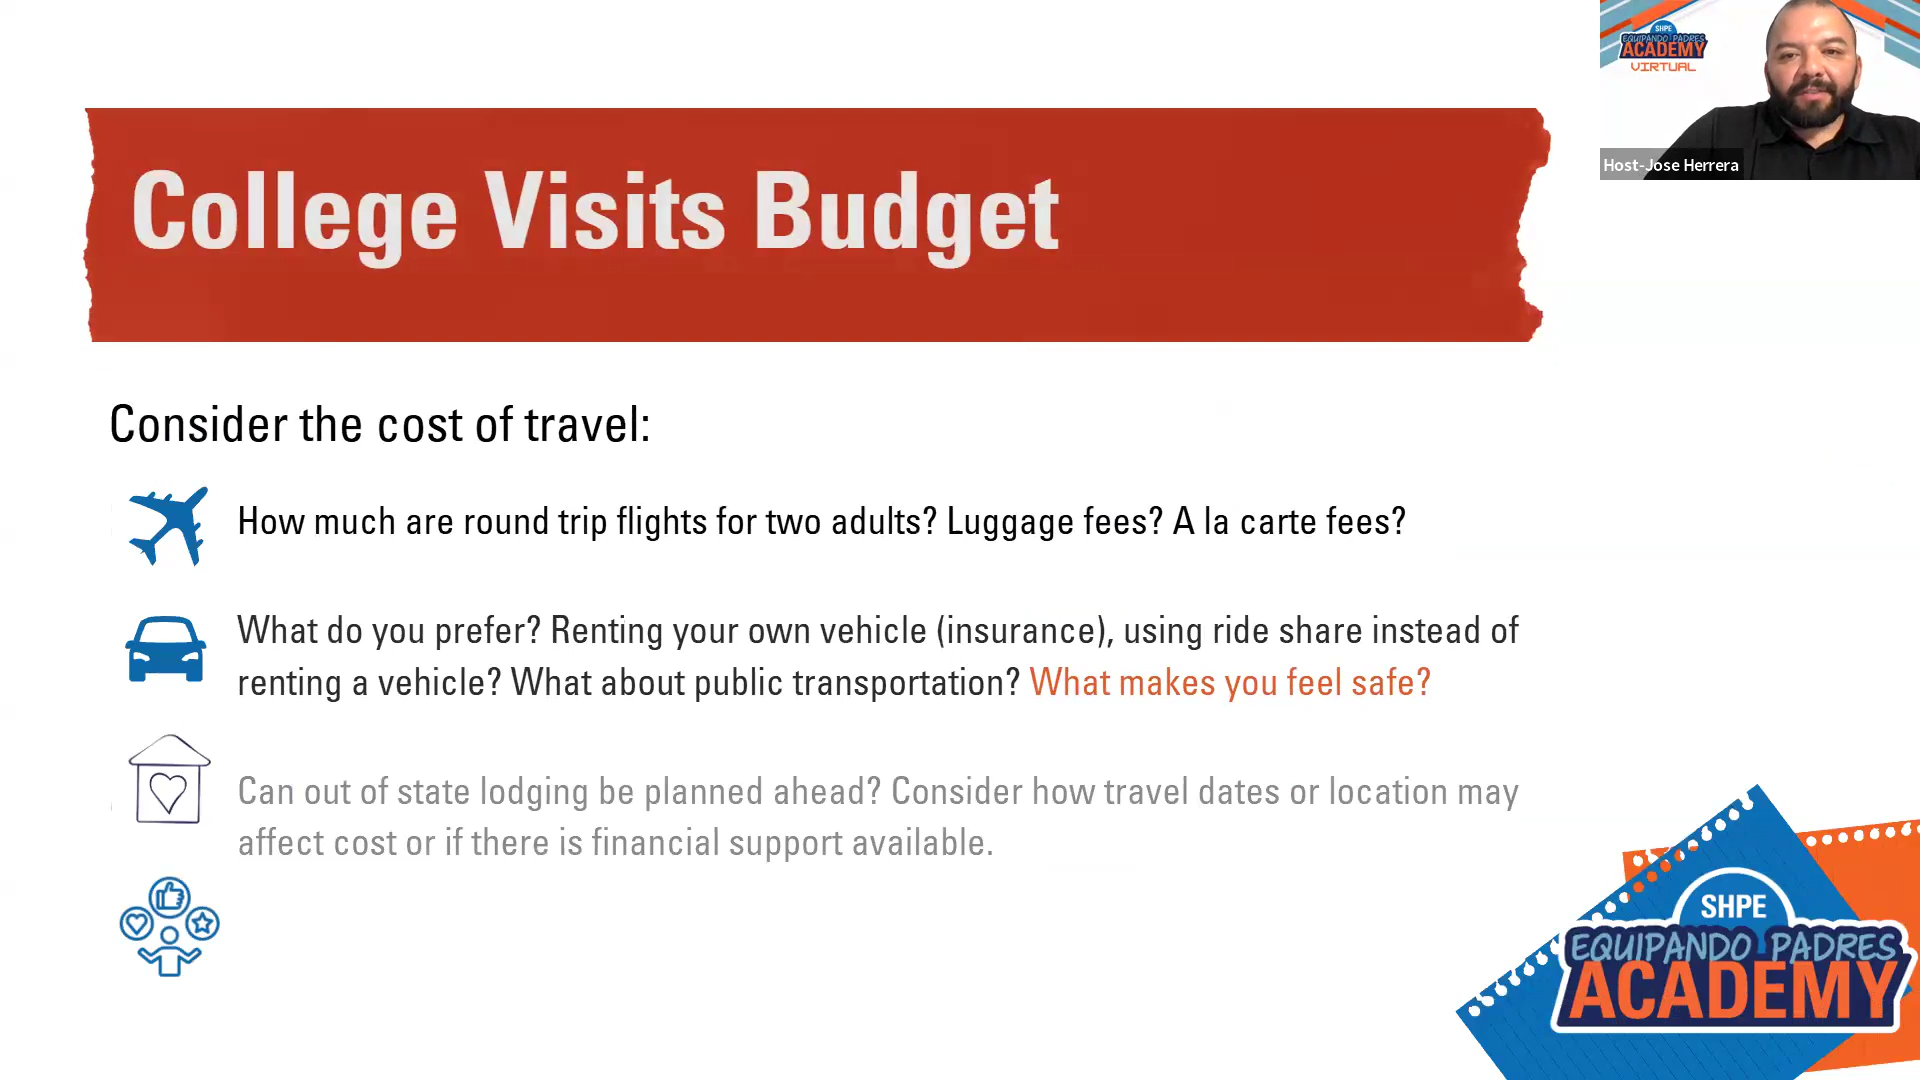 SHPE
EQUIPANDO PADRES
ACADEMY
VIRTUAL
Host-Jose Herrera
College Visits Budget
Consider the cost of travel:
How much are round trip flights for two adults? Luggage fees? A la carte fees?
What do you prefer? Renting your own vehicle (insurance), using ride share instead of
renting a vehicle? What about public transportation? What makes you feel safe?
Can out of state lodging be planned ahead? Consider how travel dates or location may
affect cost or if there is financial support available.
SHPE
EQUIPANDO PADRES
ACADEMY